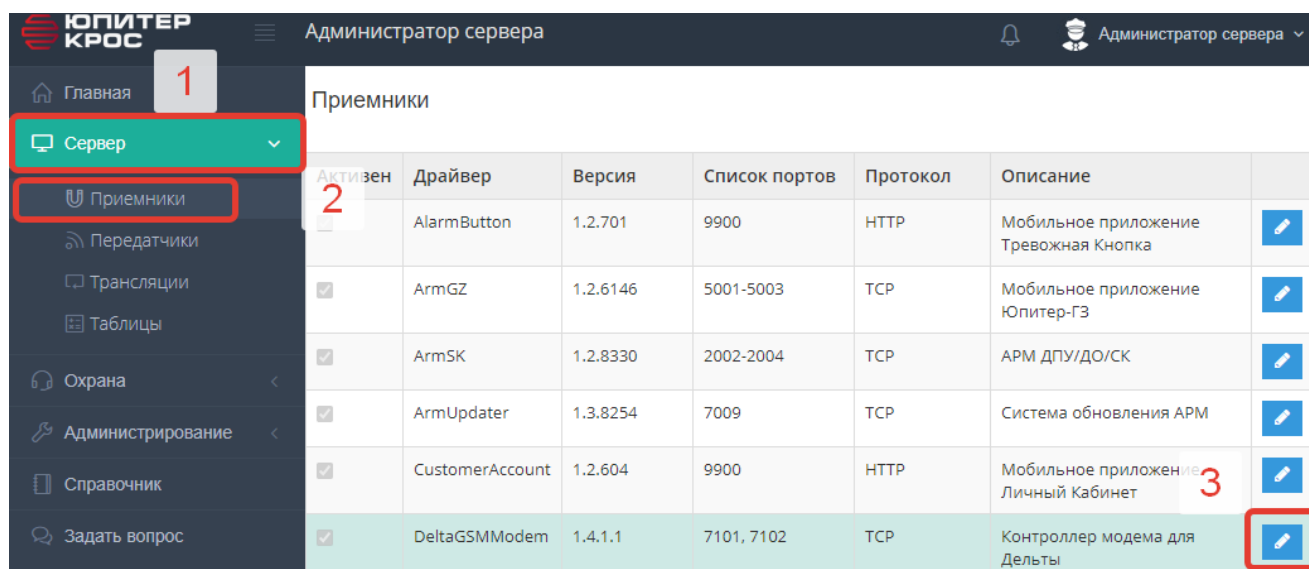 ЮПИТЕР
КРОС
Администратор сервера
Администратор сервера
1
Главная
Приемники
Сервер
Активен Драйвер Версия Список портов Протокол Описание
2
Приемники
AlarmButton 1.2.701 9900 HTTP Мобильное приложение
Тревожная Кнопка
Передатчики
Трансляции
ArmGZ 1.2.6146 5001-5003 TCP Мобильное приложение
Юпитер-ГЗ
Таблицы
ArmSK 1.2.8330 2002-2004 TCP АРМ ДПУ/ДО/СК
Охрана
ArmUpdater 1.3.8254 7009 TCP Система обновления АРМ
Администрирование
CustomerAccount 1.2.604 9900 HTTP Мобильное приложение
Личный Кабинет
3
Справочник
Задать вопрос
DeltaGSMModem 1.4.1.1 7101, 7102 TCP Контроллер модема для
Дельты